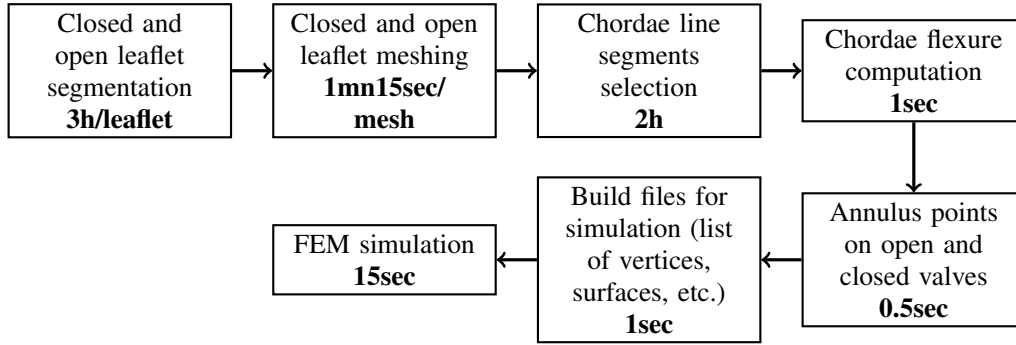 Closed and
open leaflet
segmentation
3h/leaflet
Closed and open
leaflet meshing
1mn15sec/
mesh
Chordae line
segments
selection
2h
Chordae flexure
computation
1sec
Annulus points
on open and
closed valves
0.5sec
Build files for
simulation (list
of vertices,
surfaces, etc.)
1sec
FEM simulation
15sec